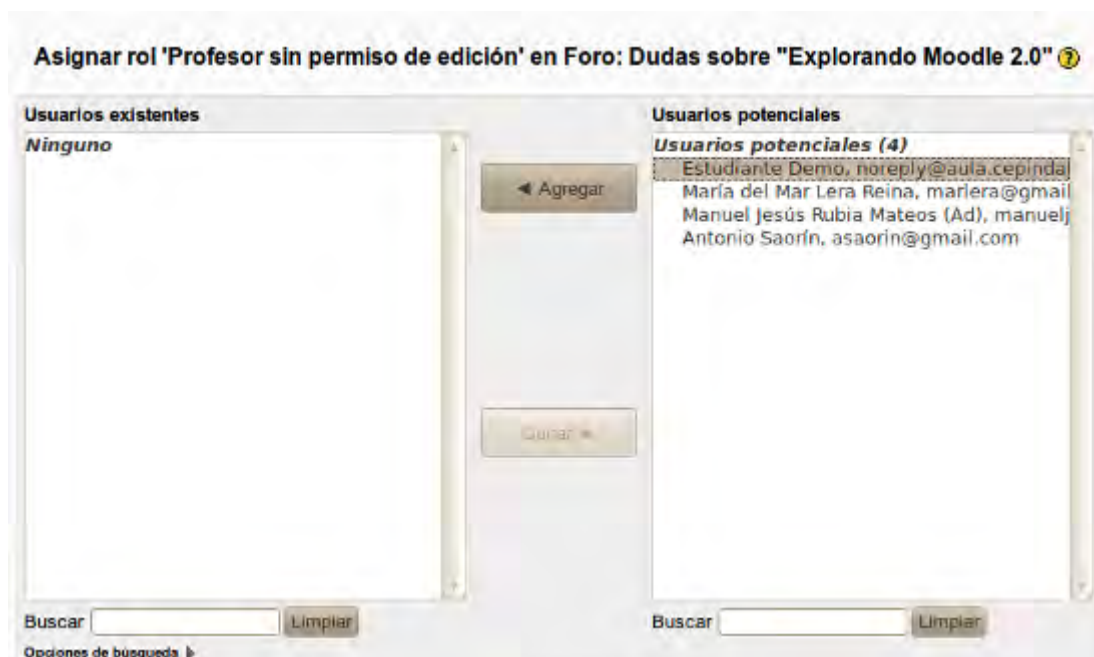 Asignar rol 'Profesor sin permiso de edición' en Foro: Dudas sobre "Explorando Moodle 2.0"
Usuarios existentes
Ninguno
◄ Agregar
Quitar ►
Buscar
Limpiar
Opciones de búsqueda
Usuarios potenciales
Usuarios potenciales (4)
Estudiante Demo, noreply@aula.cepinda
María del Mar Lera Reina, marlera@gmail
Manuel Jesús Rubia Mateos (Ad), manuelj
Antonio Saorín, asaorin@gmail.com
Buscar
Limpiar